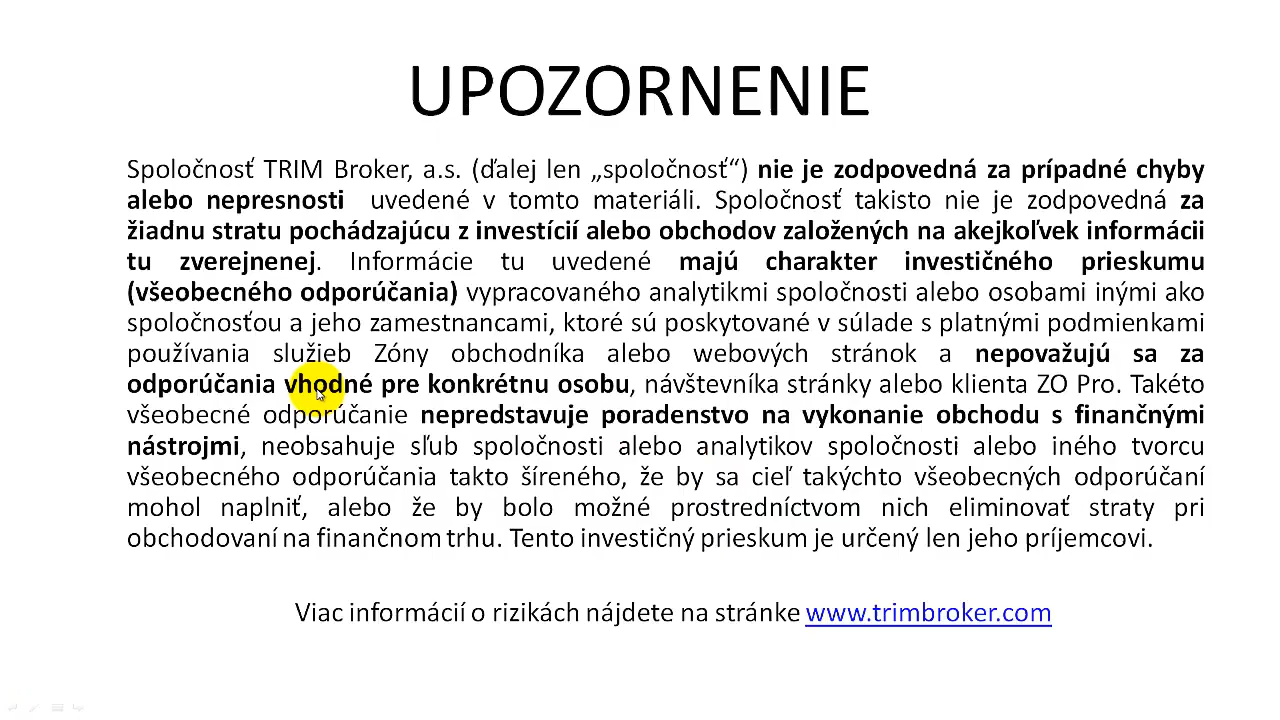 UPOZORNENIE
Spoločnosť TRIM Broker, a.s. (ďalej len „spoločnosť“) nie je zodpovedná za prípadné chyby
alebo nepresnosti uvedené v tomto materiáli. Spoločnosť takisto nie je zodpovedná za
žiadnu stratu pochádzajúcu z investícií alebo obchodov založených na akejkoľvek informácii
tu zverejnenej. Informácie tu uvedené majú charakter investičného prieskumu
(všeobecného odporúčania) vypracovaného analytikmi spoločnosti alebo osobami inými ako
spoločnosťou a jeho zamestnancami, ktoré sú poskytované v súlade s platnými podmienkami
používania služieb Zóny obchodníka alebo webových stránok a nepovažujú sa za
odporúčania vhodné pre konkrétnu osobu, návštevníka stránky alebo klienta ZO Pro. Takéto
všeobecné odporúčanie nepredstavuje poradenstvo na vykonanie obchodu s finančnými
nástrojmi, neobsahuje sľub spoločnosti alebo analytikov spoločnosti alebo iného tvorcu
všeobecného odporúčania takto šíreného, že by sa cieľ takýchto všeobecných odporúčaní
mohol naplniť, alebo že by bolo možné prostredníctvom nich eliminovať straty pri
obchodovaní na finančnom trhu. Tento investičný prieskum je určený len jeho príjemcovi.
Viac informácií o rizikách nájdete na stránke www.trimbroker.com